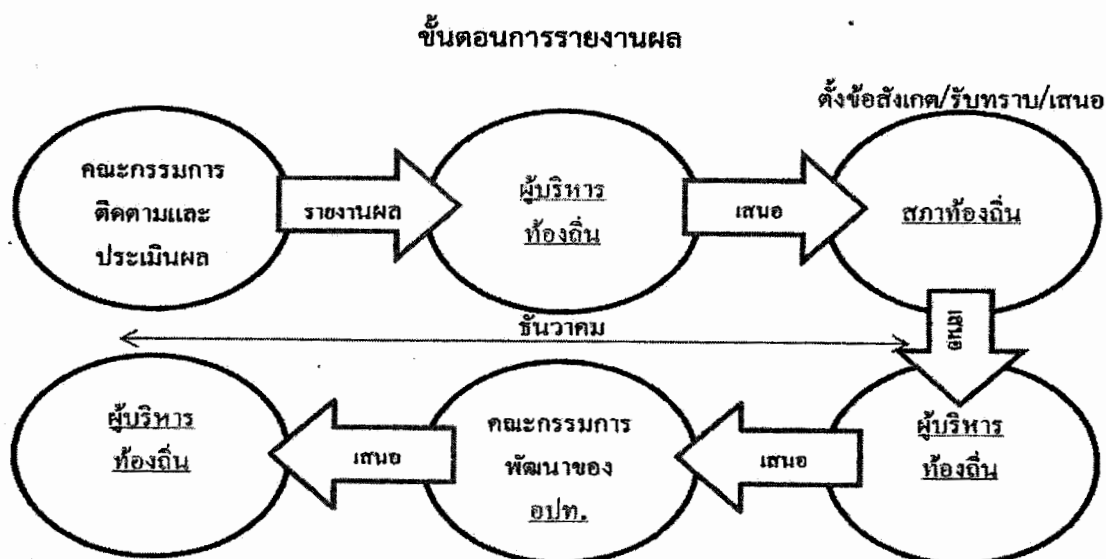 ขั้นตอนการรายงานผล
ตั้งข้อสังเกต/รับทราบ/เสนอ
คณะกรรมการ
ติดตามและ
ประเมินผล
รายงานผล
ผู้บริหาร
ท้องถิ่น
เสนอ
สภาท้องถิ่น
เสนอ
ธันวาคม
ผู้บริหาร
ท้องถิ่น
เสนอ
คณะกรรมการ
พัฒนาของ
อปท.
เสนอ
ผู้บริหาร
ท้องถิ่น